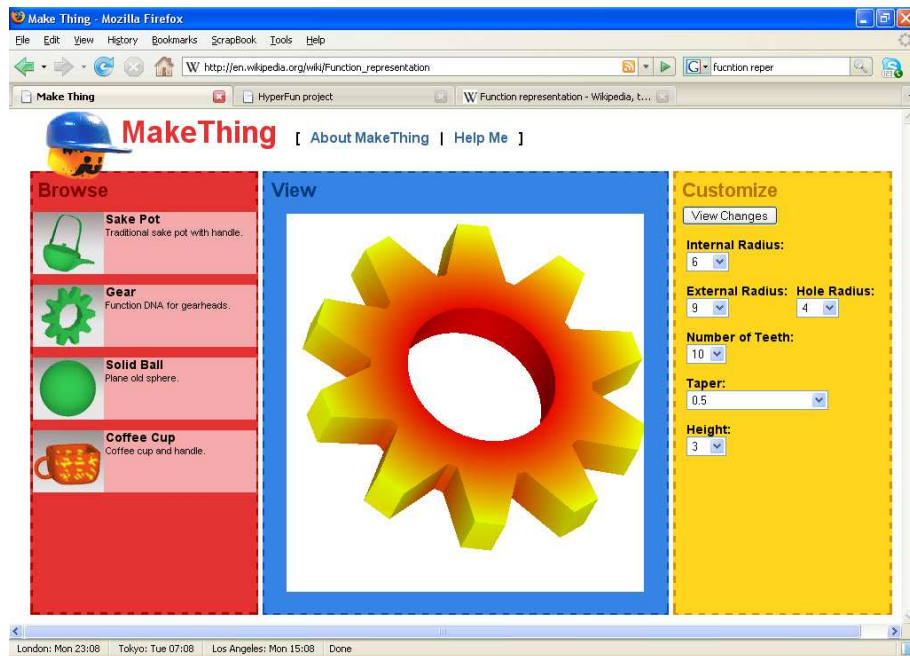 Make Thing - Mozilla Firefox
File Edit View History Bookmarks ScrapBook Tools Help
W http://en.wikipedia.org/wiki/Function_representation G fucntion reper
Make Thing HyperFun project W Function representation - Wikipedia, t...
MakeThing [ About MakeThing | Help Me ]
Browse
Sake Pot
Traditional sake pot with handle.
Gear
Function DNA for gearheads.
Solid Ball
Plane old sphere.
Coffee Cup
Coffee cup and handle.
View
Customize
View Changes
Internal Radius:
6
External Radius: Hole Radius:
9 4
Number of Teeth:
10
Taper:
0.5
Height:
3
London: Mon 23:08 Tokyo: Tue 07:08 Los Angeles: Mon 15:08 Done